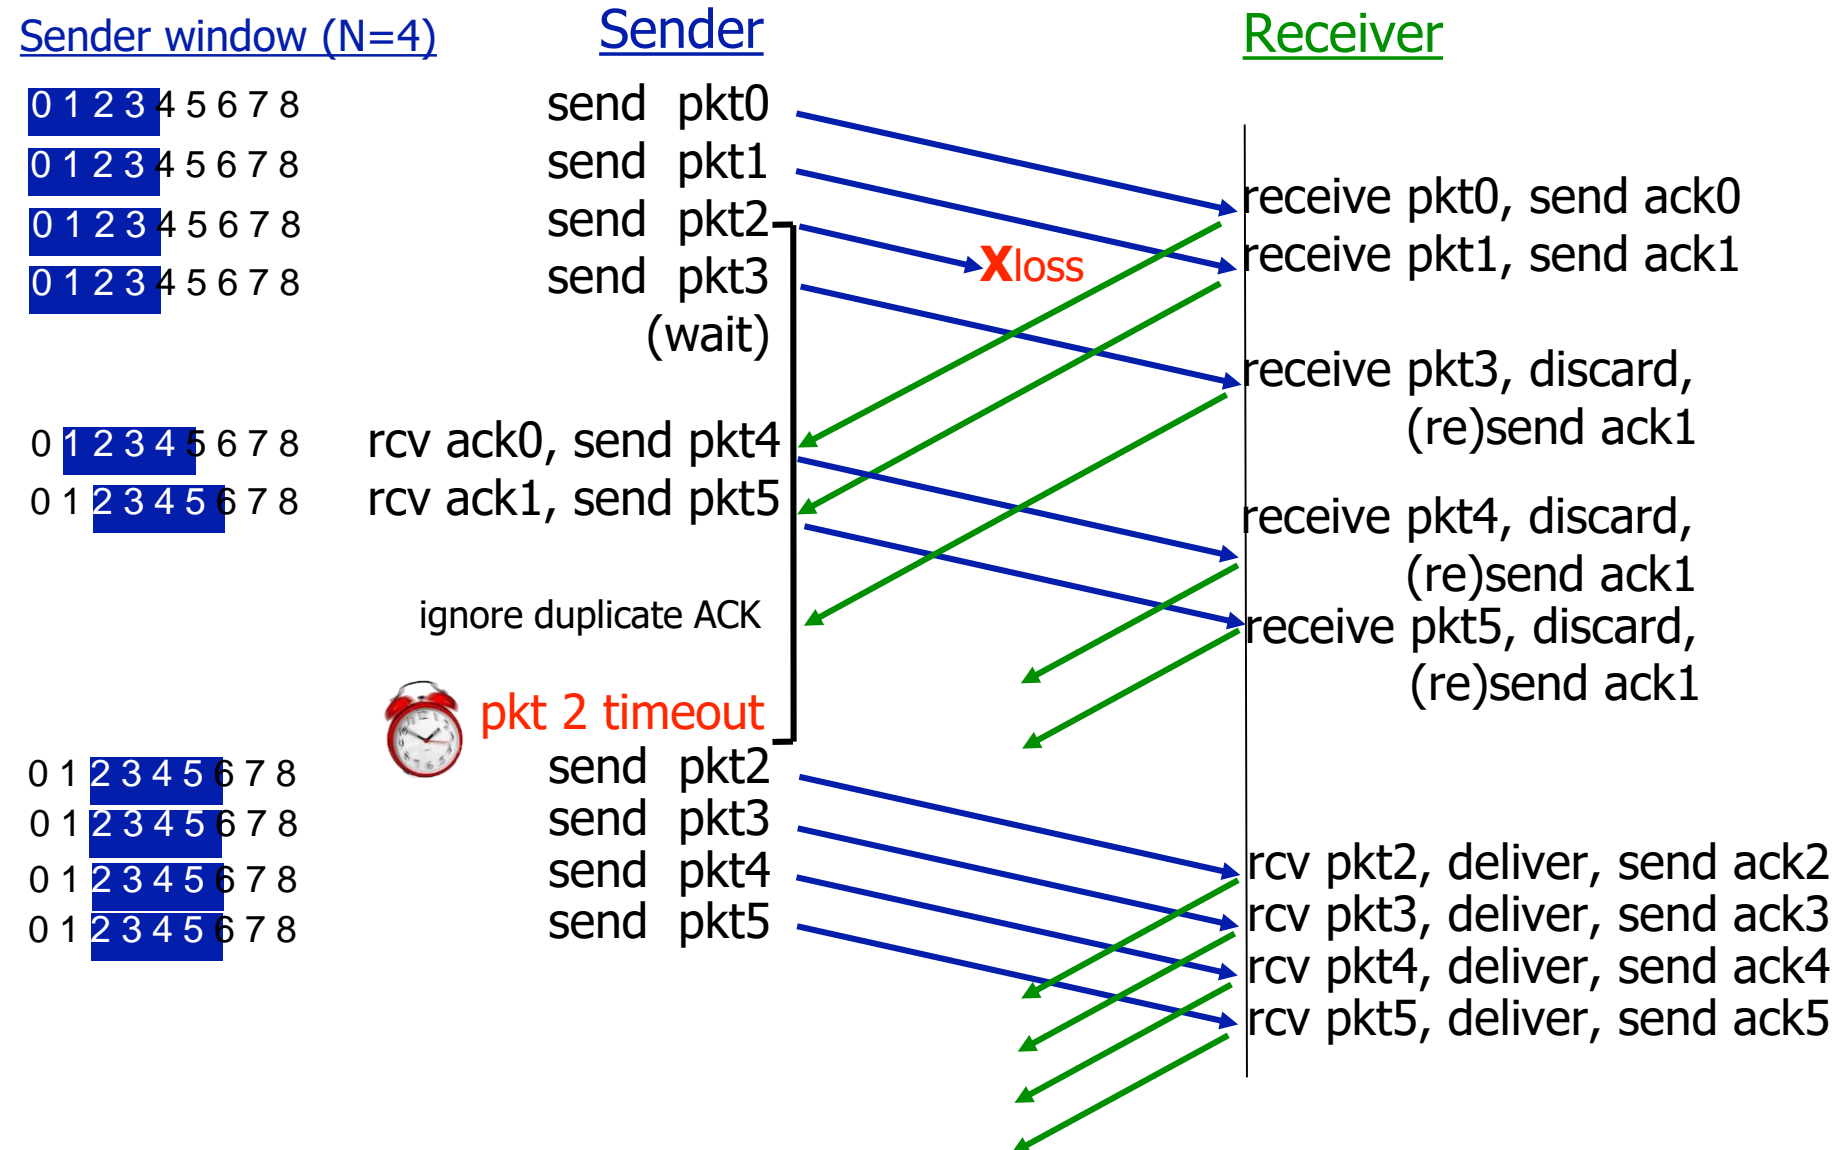 Sender window (N=4) Sender Receiver
0 1 2 3 4 5 6 7 8 send pkt0
0 1 2 3 4 5 6 7 8 send pkt1
receive pkt0, send ack0
0 1 2 3 4 5 6 7 8 send pkt2
Xloss receive pkt1, send ack1
0 1 2 3 4 5 6 7 8 send pkt3
(wait)
receive pkt3, discard,
(re)send ack1
0 1 2 3 4 5 6 7 8 rcv ack0, send pkt4
0 1 2 3 4 5 6 7 8 rcv ack1, send pkt5
receive pkt4, discard,
(re)send ack1
ignore duplicate ACK
receive pkt5, discard,
(re)send ack1
pkt 2 timeout
0 1 2 3 4 5 6 7 8 send pkt2
0 1 2 3 4 5 6 7 8 send pkt3
0 1 2 3 4 5 6 7 8 send pkt4
0 1 2 3 4 5 6 7 8 send pkt5
rcv pkt2, deliver, send ack2
rcv pkt3, deliver, send ack3
rcv pkt4, deliver, send ack4
rcv pkt5, deliver, send ack5